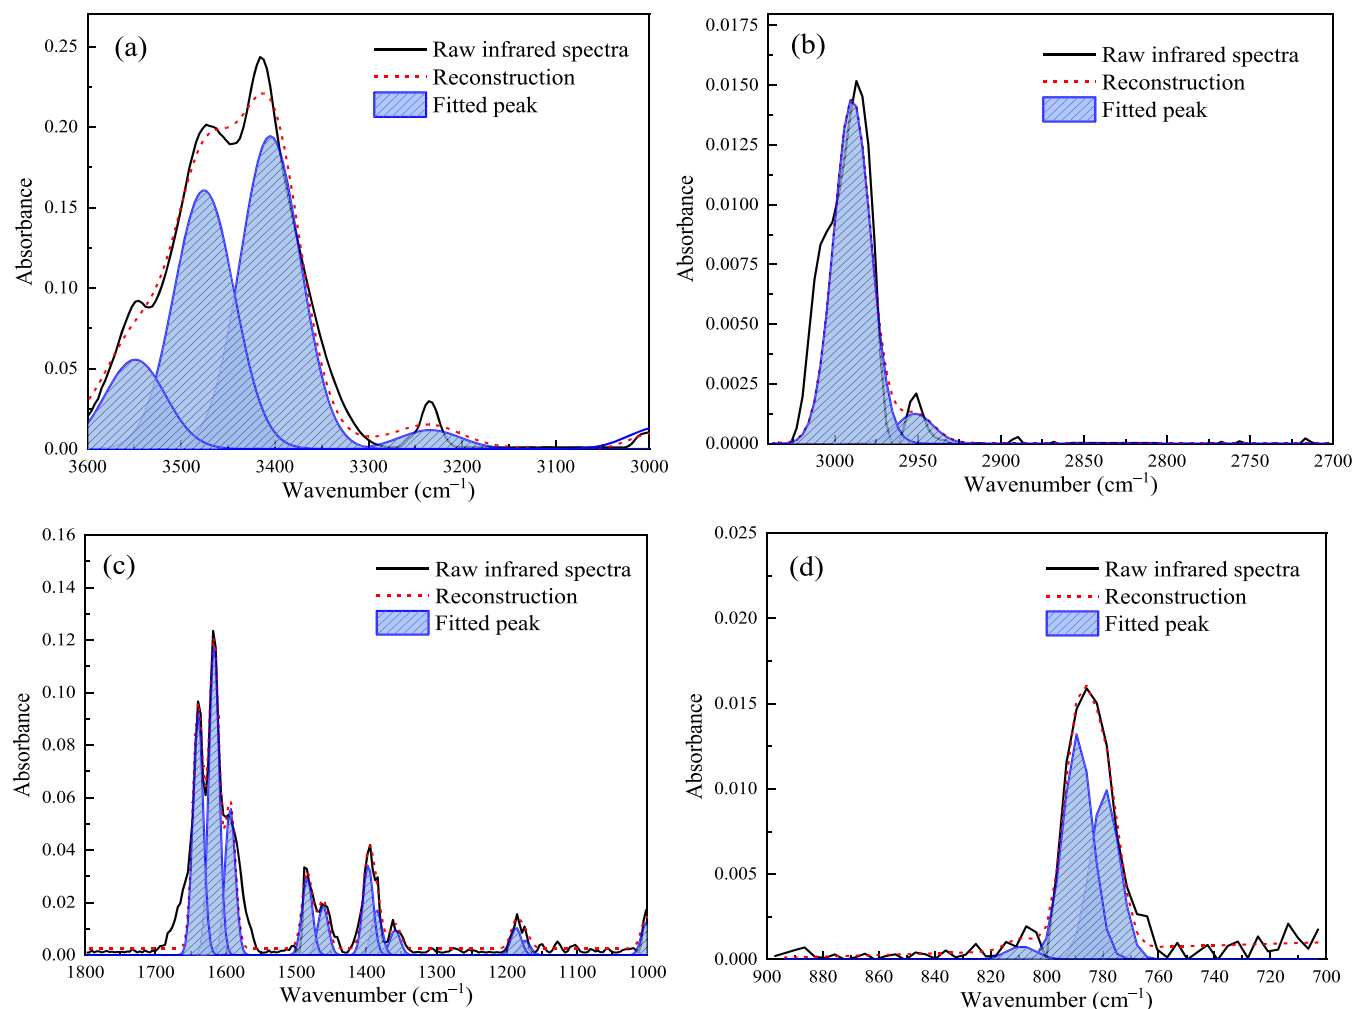 (a)
Raw infrared spectra
Reconstruction
Fitted peak
Absorbance
0.25
0.20
0.15
0.10
0.05
0.00
3600 3500 3400 3300 3200 3100 3000
Wavenumber (cm⁻¹)
(b)
Raw infrared spectra
Reconstruction
Fitted peak
Absorbance
0.0175
0.0150
0.0125
0.0100
0.0075
0.0050
0.0025
0.0000
3000 2950 2900 2850 2800 2750 2700
Wavenumber (cm⁻¹)
(c)
Raw infrared spectra
Reconstruction
Fitted peak
Absorbance
0.16
0.14
0.12
0.10
0.08
0.06
0.04
0.02
0.00
1800 1700 1600 1500 1400 1300 1200 1100 1000
Wavenumber (cm⁻¹)
(d)
Raw infrared spectra
Reconstruction
Fitted peak
Absorbance
0.025
0.020
0.015
0.010
0.005
0.000
900 880 860 840 820 800 780 760 740 720 700
Wavenumber (cm⁻¹)